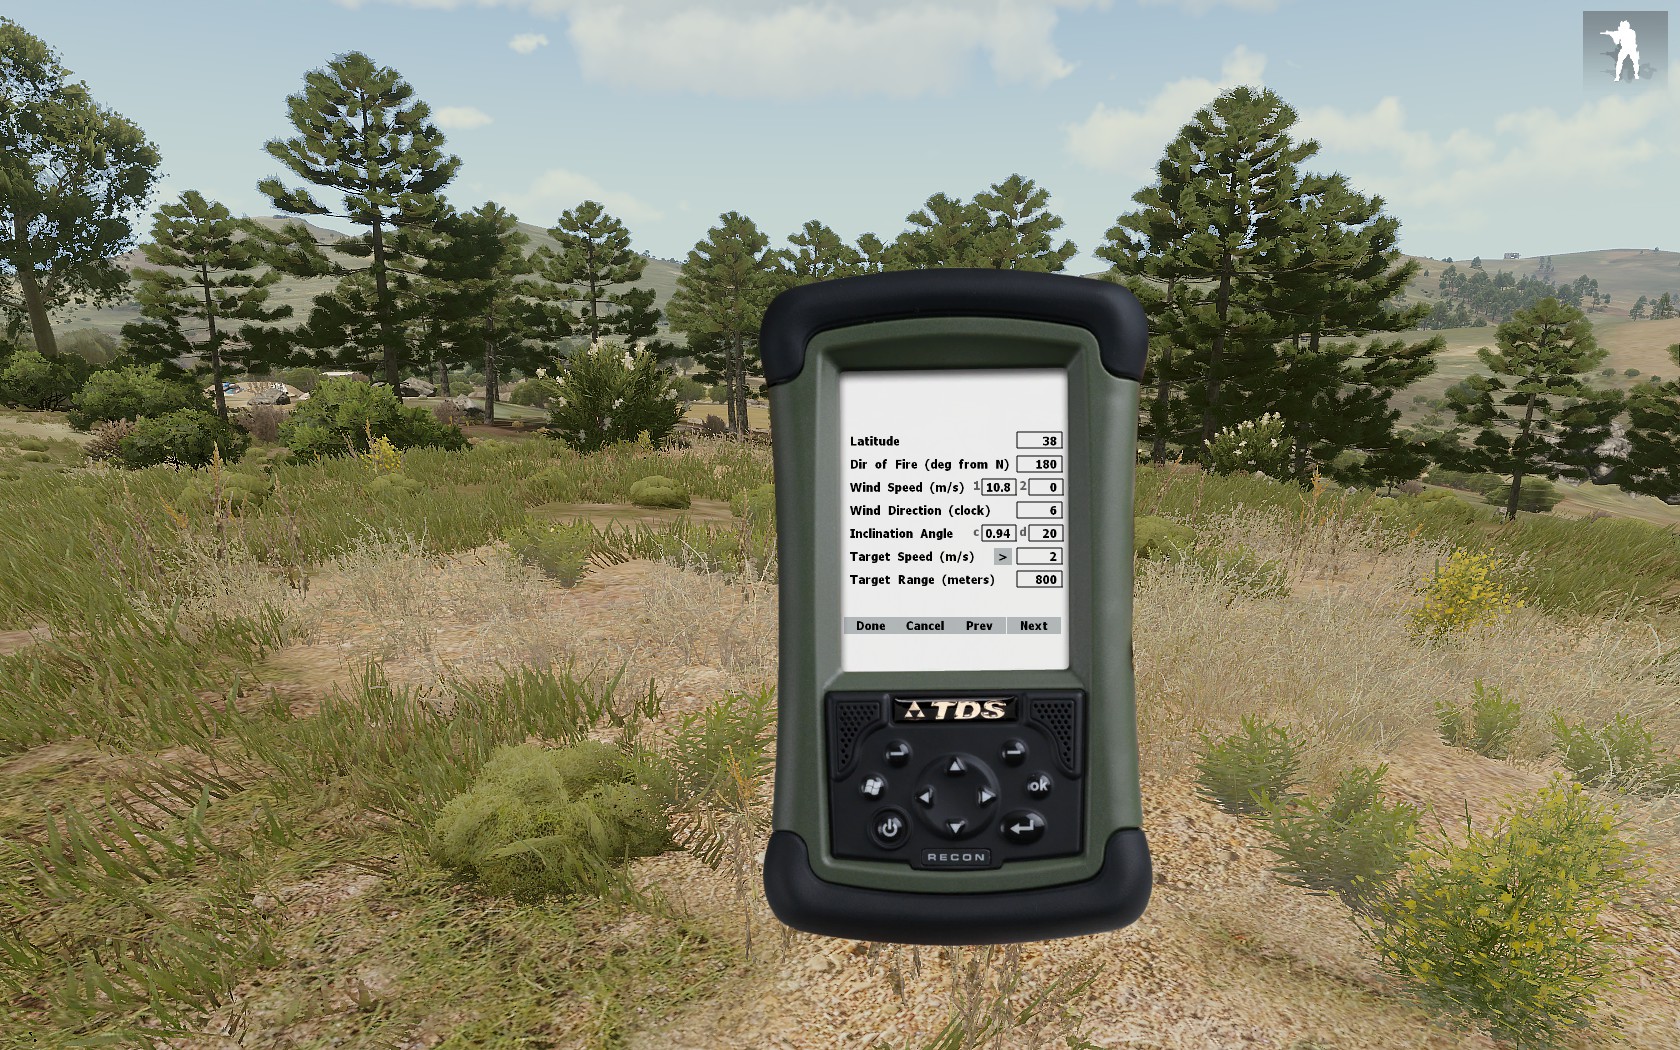 Latitude 38
Dir of Fire (deg from N) 180
Wind Speed (m/s) 1 10.8 2 0
Wind Direction (clock) 6
Inclination Angle c 0.94 d 20
Target Speed (m/s) > 2
Target Range (meters) 800
Done Cancel Prev Next
TDS
ok
RECON